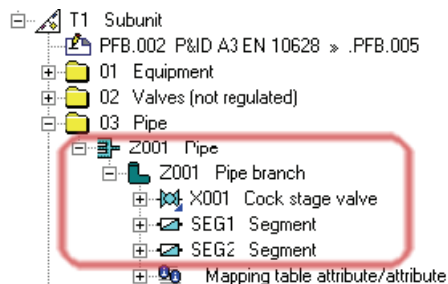 T1 Subunit
PFB.002 P&ID A3 EN 10628 » .PFB.005
01 Equipment
02 Valves (not regulated)
03 Pipe
Z001 Pipe
Z001 Pipe branch
X001 Cock stage valve
SEG1 Segment
SEG2 Segment
Mapping table attribute/attribute